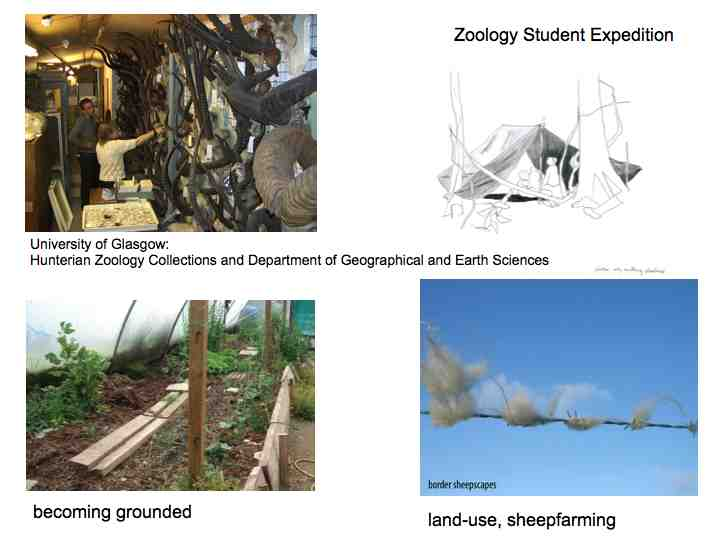 Zoology Student Expedition
University of Glasgow:
Hunterian Zoology Collections and Department of Geographical and Earth Sciences
border sheepscapes
becoming grounded
land-use, sheepfarming